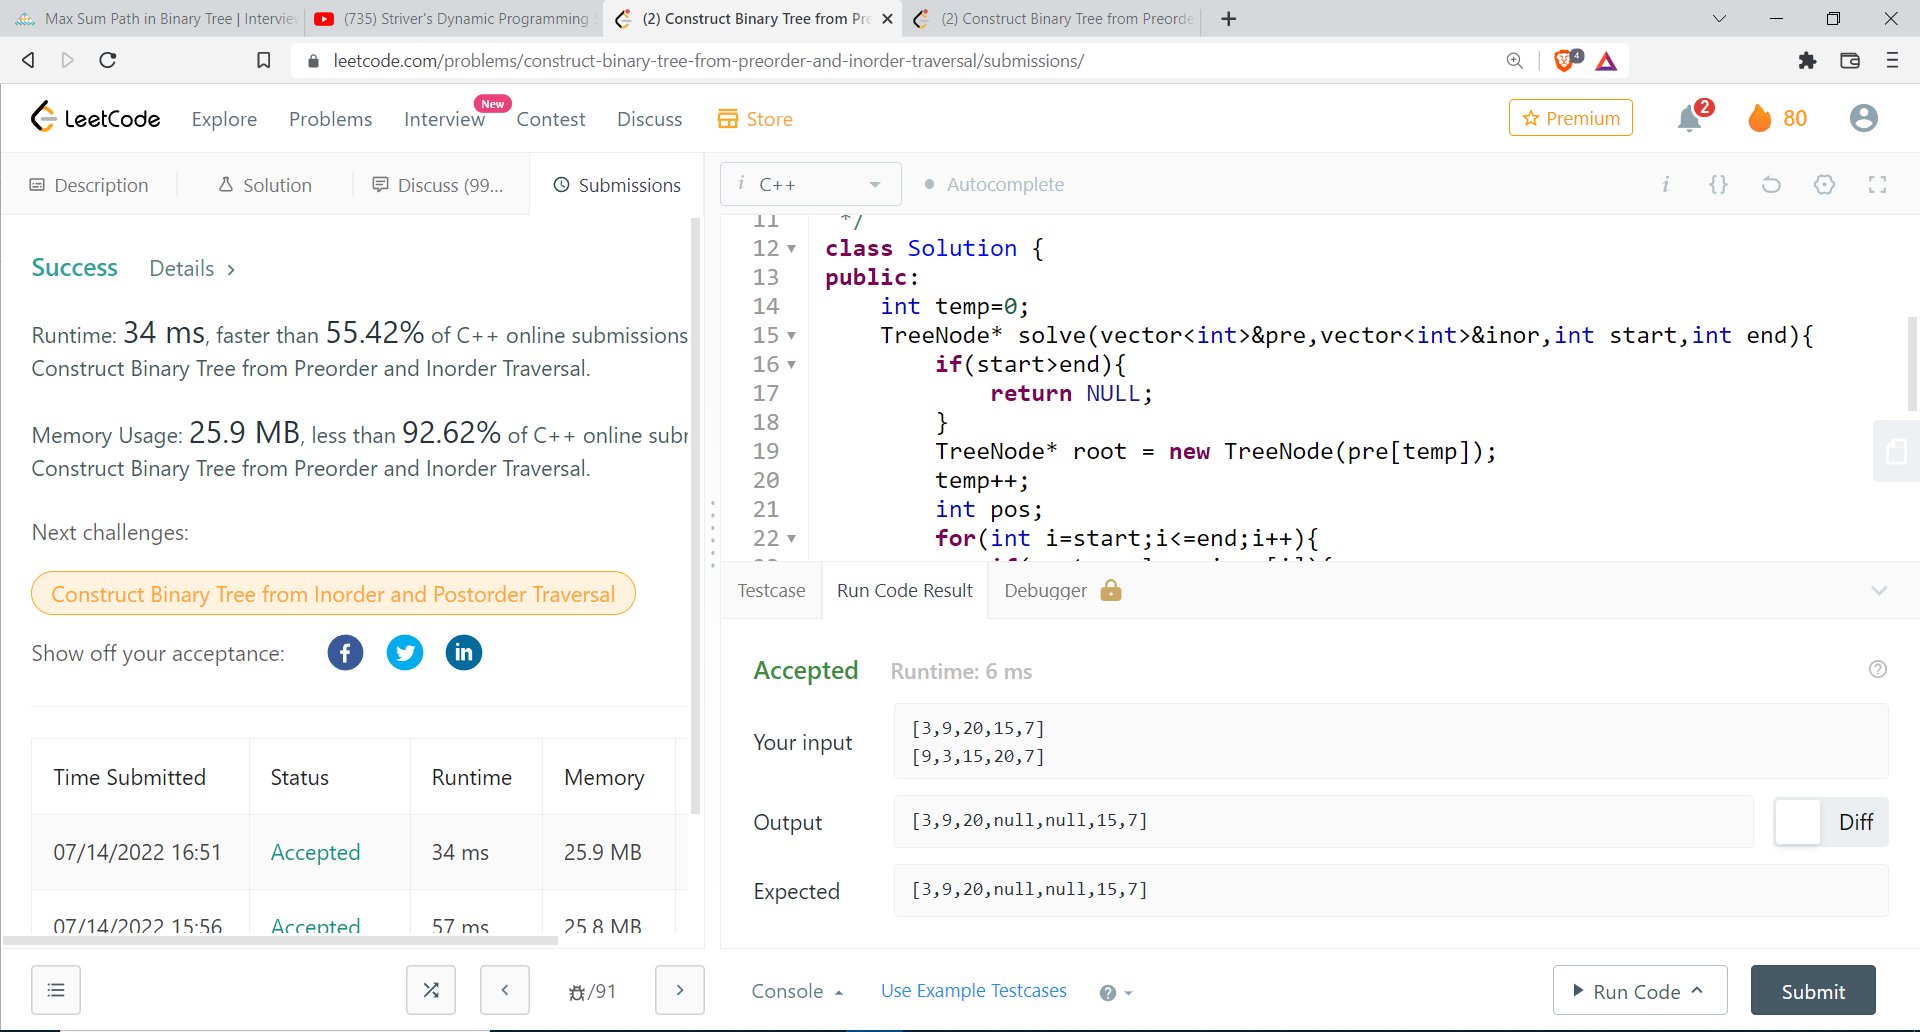 Max Sum Path in Binary Tree | Interview
(735) Striver's Dynamic Programming
(2) Construct Binary Tree from Pre
(2) Construct Binary Tree from Preorde
leetcode.com/problems/construct-binary-tree-from-preorder-and-inorder-traversal/submissions/
4
LeetCode
Explore
Problems
Interview
New
Contest
Discuss
Store
Premium
2
80
Description
Solution
Discuss (99...
Submissions
i C++
Autocomplete
i
{}
Success
Details
Runtime: 34 ms, faster than 55.42% of C++ online submissions
Construct Binary Tree from Preorder and Inorder Traversal.
Memory Usage: 25.9 MB, less than 92.62% of C++ online subm
Construct Binary Tree from Preorder and Inorder Traversal.
Next challenges:
Construct Binary Tree from Inorder and Postorder Traversal
Show off your acceptance:
Time Submitted Status Runtime Memory
07/14/2022 16:51 Accepted 34 ms 25.9 MB
07/14/2022 15:56 Accepted 57 ms 25.8 MB
/91
11 */
12 class Solution {
13 public:
14 int temp=0;
15 TreeNode* solve(vector<int>&pre,vector<int>&inor,int start,int end){
16 if(start>end){
17 return NULL;
18 }
19 TreeNode* root = new TreeNode(pre[temp]);
20 temp++;
21 int pos;
22 for(int i=start;i<=end;i++){
Testcase
Run Code Result
Debugger
Accepted
Runtime: 6 ms
Your input
[3,9,20,15,7]
[9,3,15,20,7]
Output
[3,9,20,null,null,15,7]
Diff
Expected
[3,9,20,null,null,15,7]
Console
Use Example Testcases
Run Code
Submit